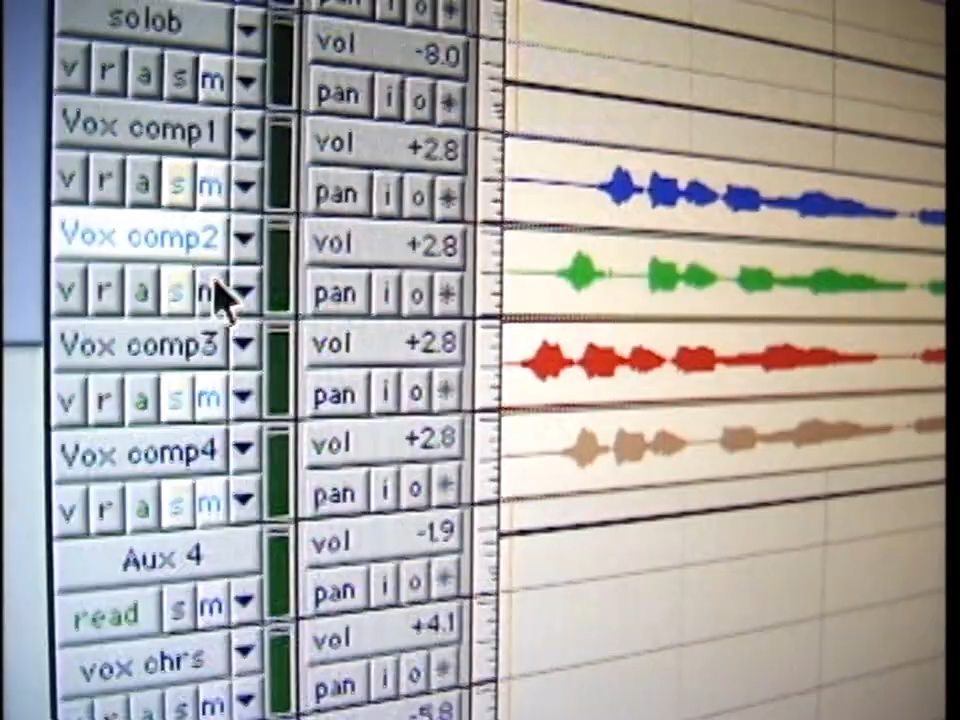 i o *
solob vol -8.0
v r a s m pan i o *
Vox comp1 vol +2.8
v r a s m pan i o *
Vox comp2 vol +2.8
v r a s m pan i o *
Vox comp3 vol +2.8
v r a s m pan i o *
Vox comp4 vol +2.8
v r a s m pan i o *
Aux 4 vol -1.9
read s m pan i o *
vox chrs vol +4.1
v r a s m pan i o *
-5.8